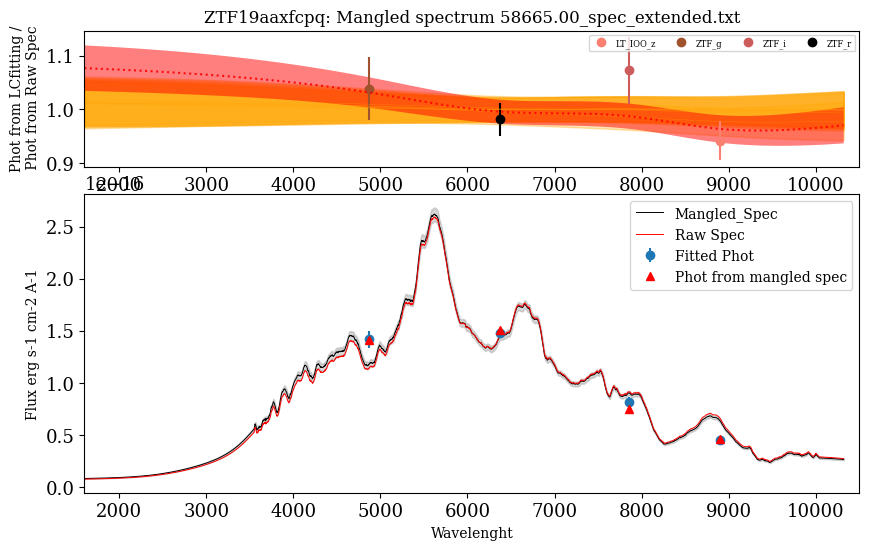 ZTF19aaxfcpq: Mangled spectrum 58665.00_spec_extended.txt
Phot from LCfitting /
Phot from Raw Spec
1.1
1.0
0.9
LT_IOO_z ZTF_g ZTF_i ZTF_r
2000 3000 4000 5000 6000 7000 8000 9000 10000
1e−16
Flux erg s-1 cm-2 A-1
2.5
2.0
1.5
1.0
0.5
0.0
Mangled_Spec
Raw Spec
Fitted Phot
Phot from mangled spec
2000 3000 4000 5000 6000 7000 8000 9000 10000
Wavelenght